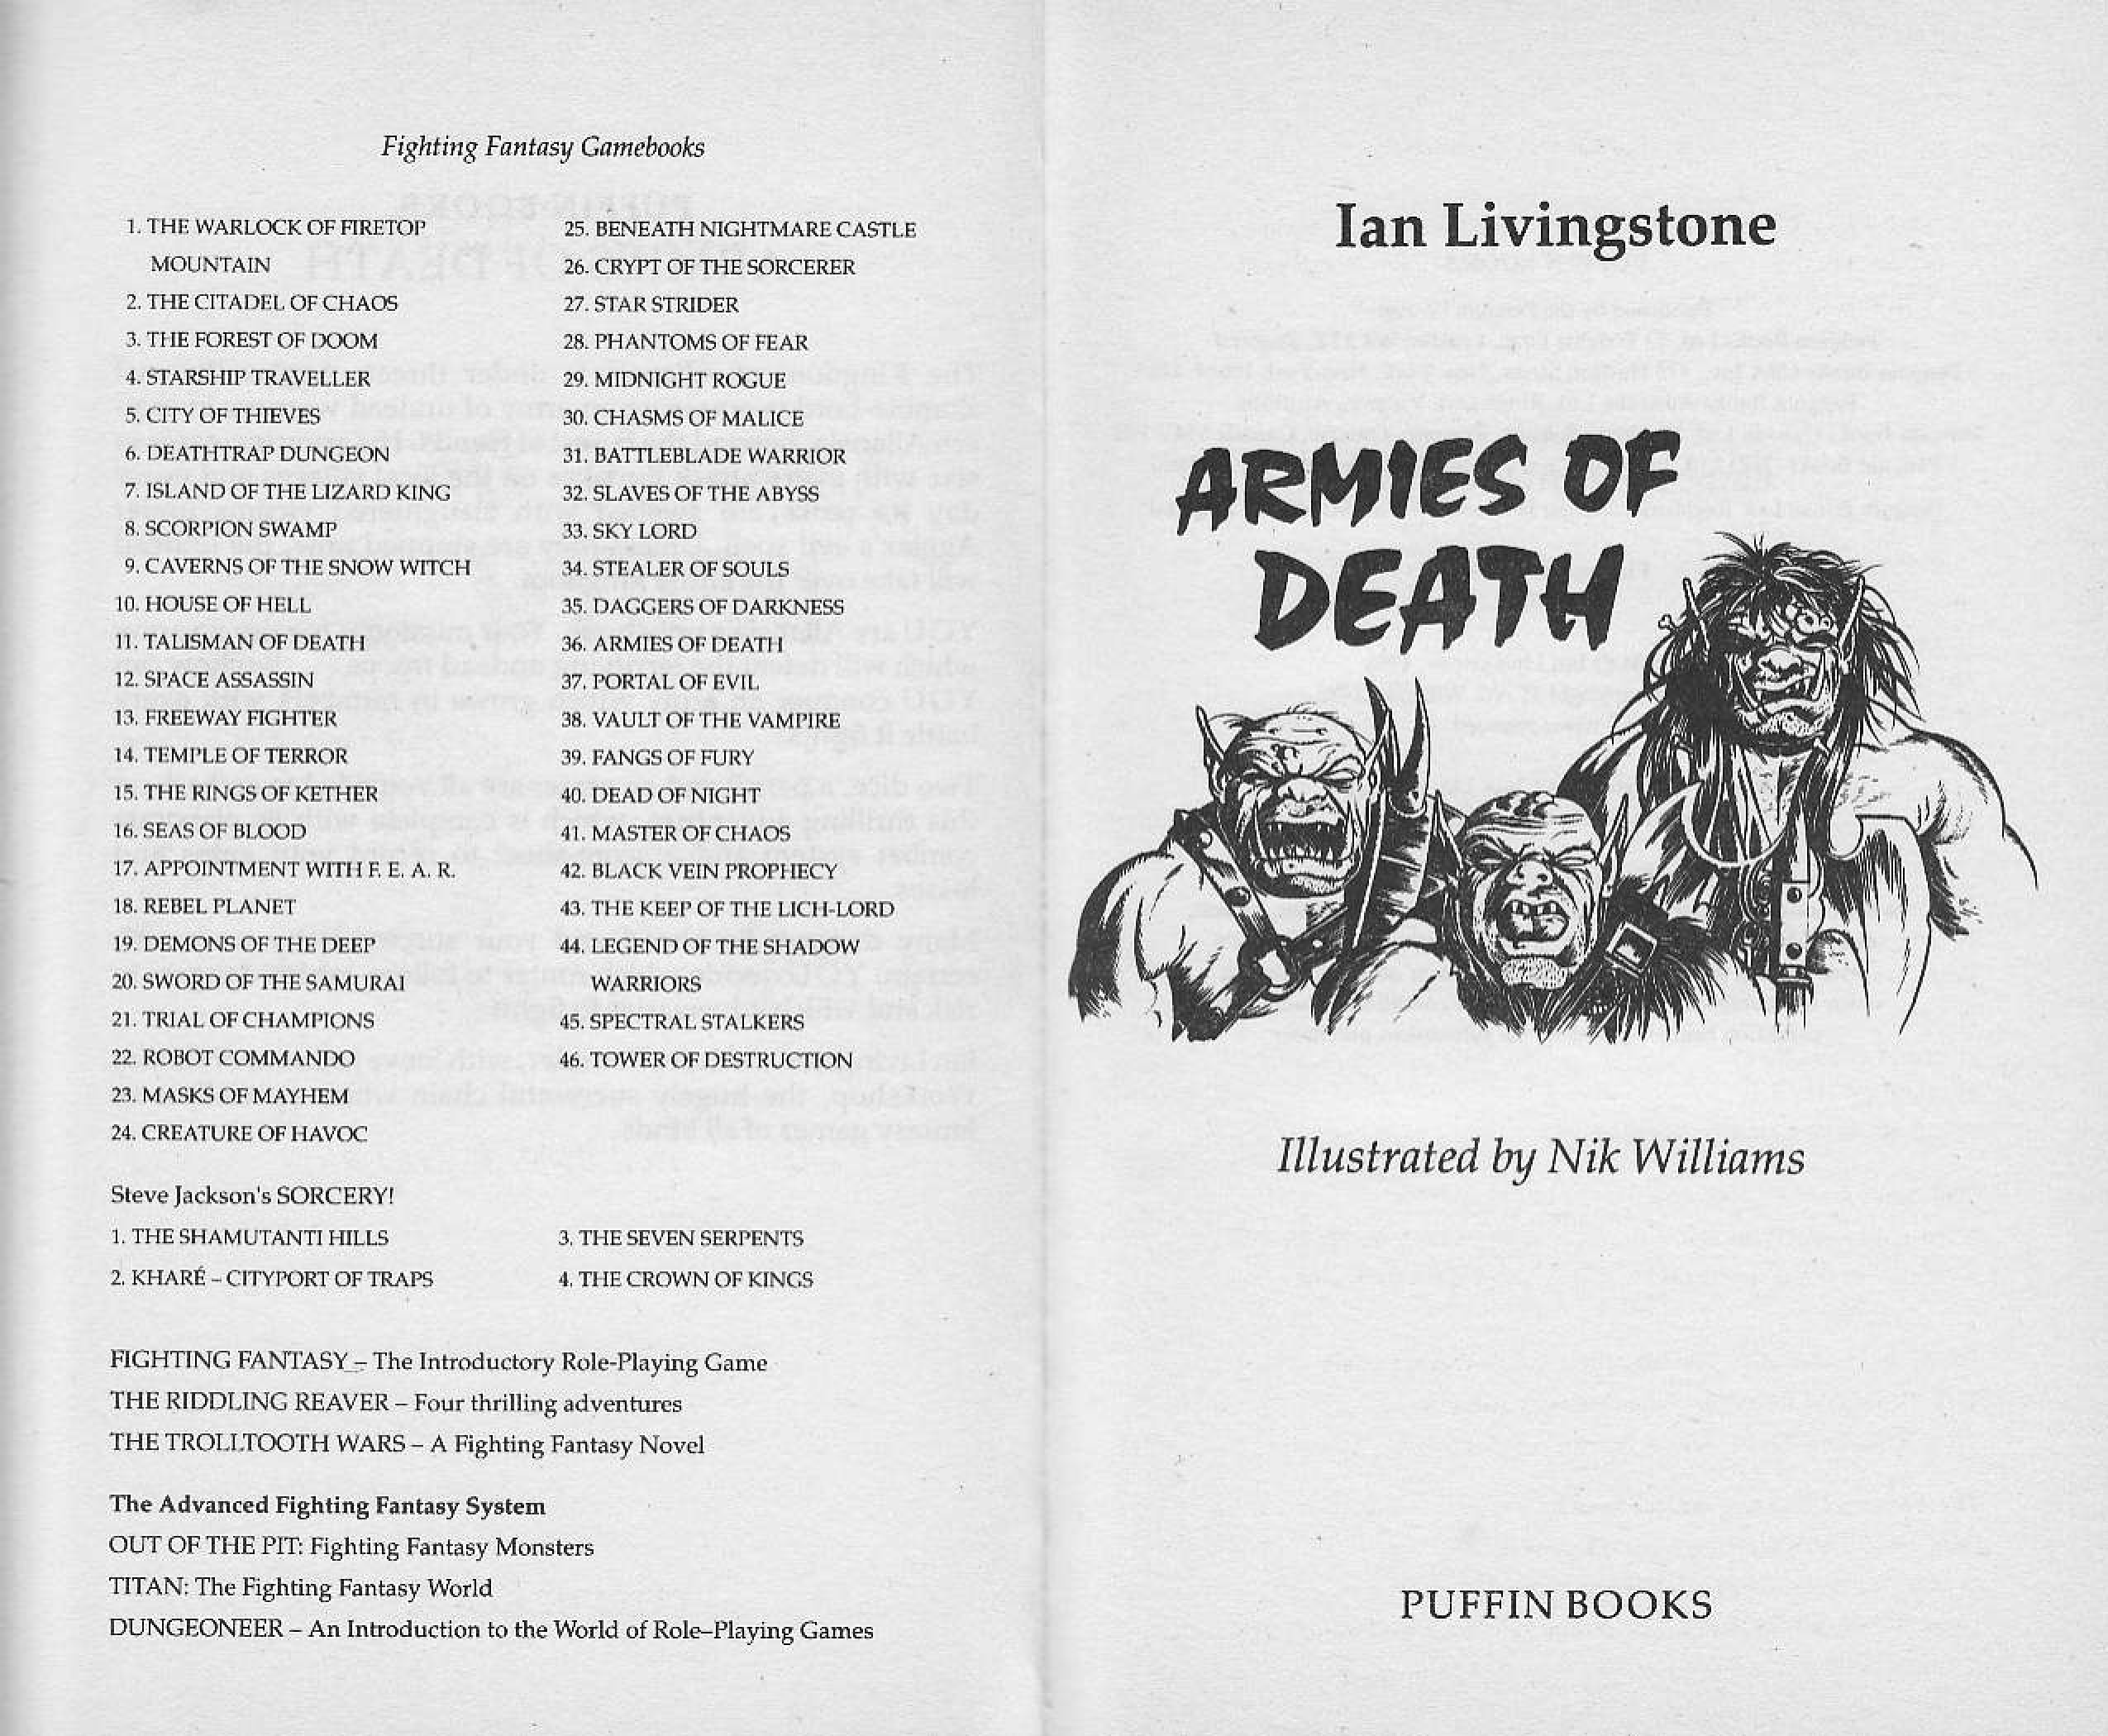 Fighting Fantasy Gamebooks
1. THE WARLOCK OF FIRETOP
MOUNTAIN
2. THE CITADEL OF CHAOS
3. THE FOREST OF DOOM
4. STARSHIP TRAVELLER
5. CITY OF THIEVES
6. DEATHTRAP DUNGEON
7. ISLAND OF THE LIZARD KING
8. SCORPION SWAMP
9. CAVERNS OF THE SNOW WITCH
10. HOUSE OF HELL
11. TALISMAN OF DEATH
12. SPACE ASSASSIN
13. FREEWAY FIGHTER
14. TEMPLE OF TERROR
15. THE RINGS OF KETHER
16. SEAS OF BLOOD
17. APPOINTMENT WITH F. E. A. R.
18. REBEL PLANET
19. DEMONS OF THE DEEP
20. SWORD OF THE SAMURAI
21. TRIAL OF CHAMPIONS
22. ROBOT COMMANDO
23. MASKS OF MAYHEM
24. CREATURE OF HAVOC
25. BENEATH NIGHTMARE CASTLE
26. CRYPT OF THE SORCERER
27. STAR STRIDER
28. PHANTOMS OF FEAR
29. MIDNIGHT ROGUE
30. CHASMS OF MALICE
31. BATTLEBLADE WARRIOR
32. SLAVES OF THE ABYSS
33. SKY LORD
34. STEALER OF SOULS
35. DAGGERS OF DARKNESS
36. ARMIES OF DEATH
37. PORTAL OF EVIL
38. VAULT OF THE VAMPIRE
39. FANGS OF FURY
40. DEAD OF NIGHT
41. MASTER OF CHAOS
42. BLACK VEIN PROPHECY
43. THE KEEP OF THE LICH-LORD
44. LEGEND OF THE SHADOW
WARRIORS
45. SPECTRAL STALKERS
46. TOWER OF DESTRUCTION
Steve Jackson's SORCERY!
1. THE SHAMUTANTI HILLS
2. KHARÉ – CITYPORT OF TRAPS
3. THE SEVEN SERPENTS
4. THE CROWN OF KINGS
FIGHTING FANTASY – The Introductory Role-Playing Game
THE RIDDLING REAVER – Four thrilling adventures
THE TROLLTOOTH WARS – A Fighting Fantasy Novel
The Advanced Fighting Fantasy System
OUT OF THE PIT: Fighting Fantasy Monsters
TITAN: The Fighting Fantasy World
DUNGEONEER – An Introduction to the World of Role–Playing Games
Ian Livingstone
ARMIES OF
DEATH
Illustrated by Nik Williams
PUFFIN BOOKS